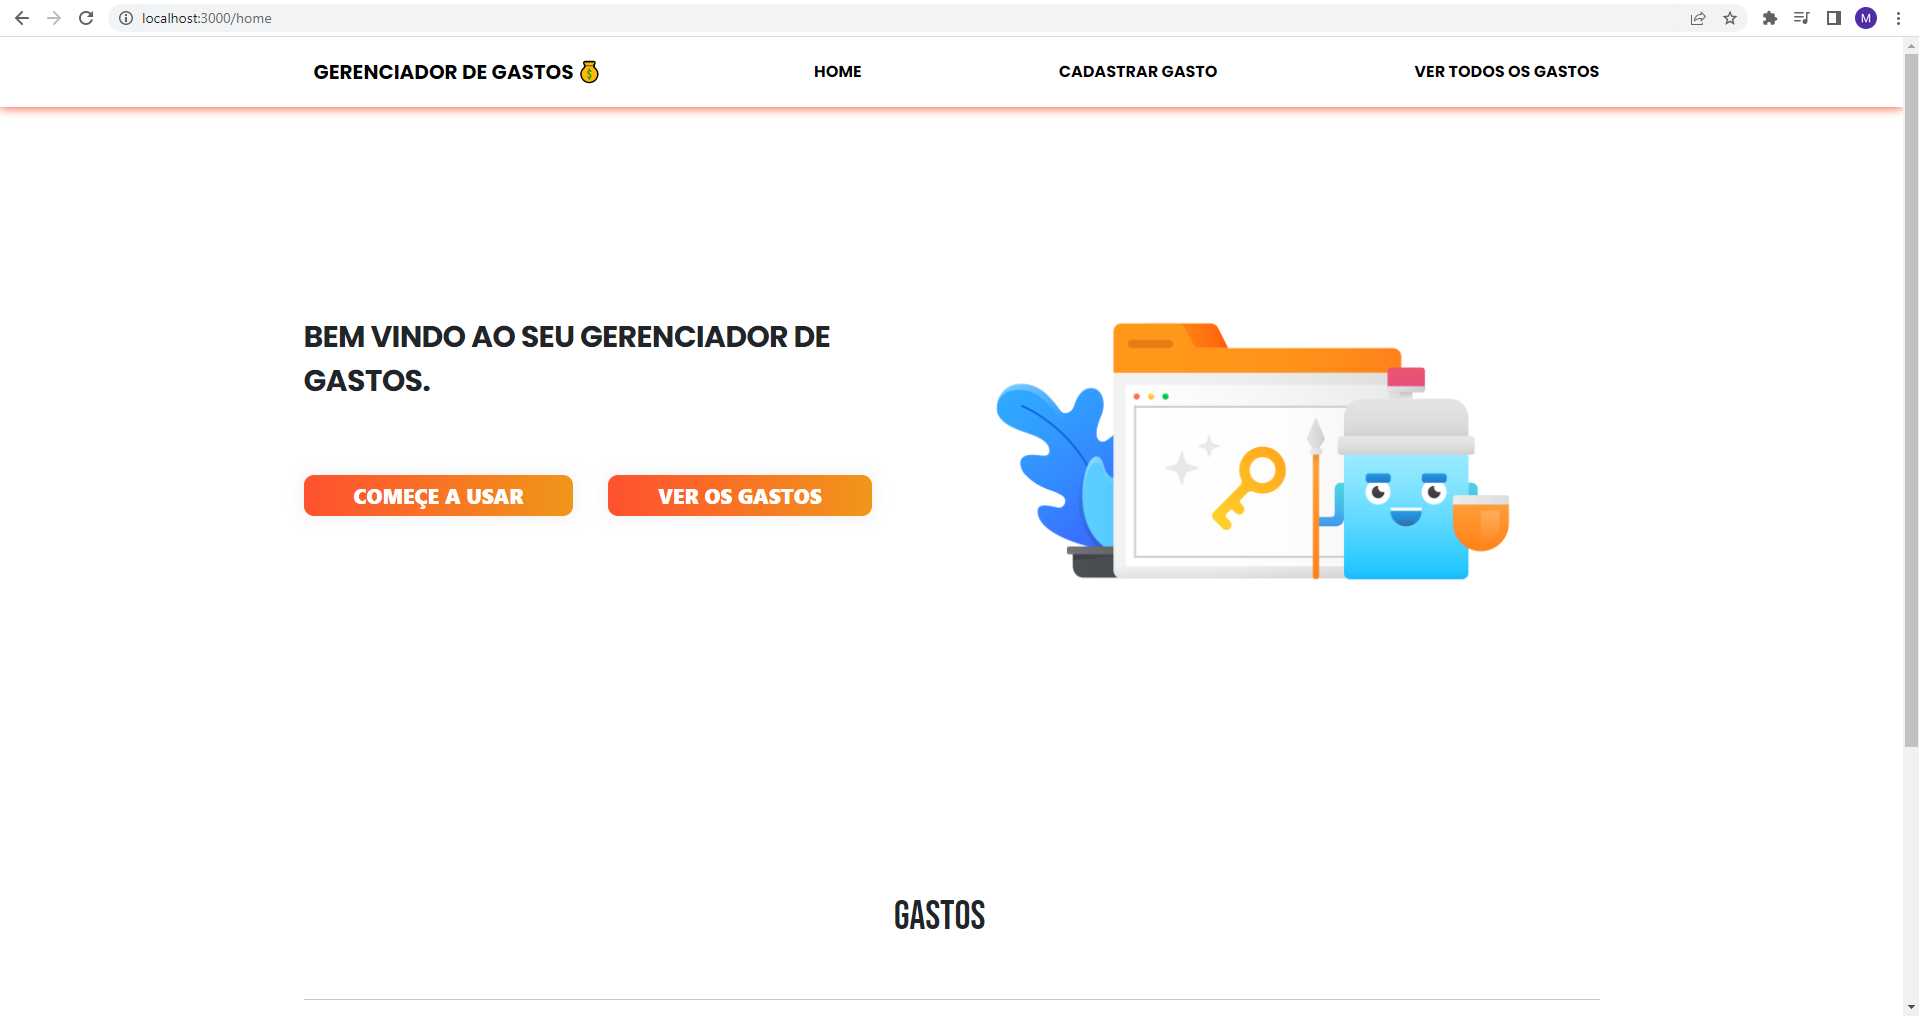 localhost:3000/home
M
GERENCIADOR DE GASTOS
HOME
CADASTRAR GASTO
VER TODOS OS GASTOS
BEM VINDO AO SEU GERENCIADOR DE
GASTOS.
COMEÇE A USAR
VER OS GASTOS
GASTOS